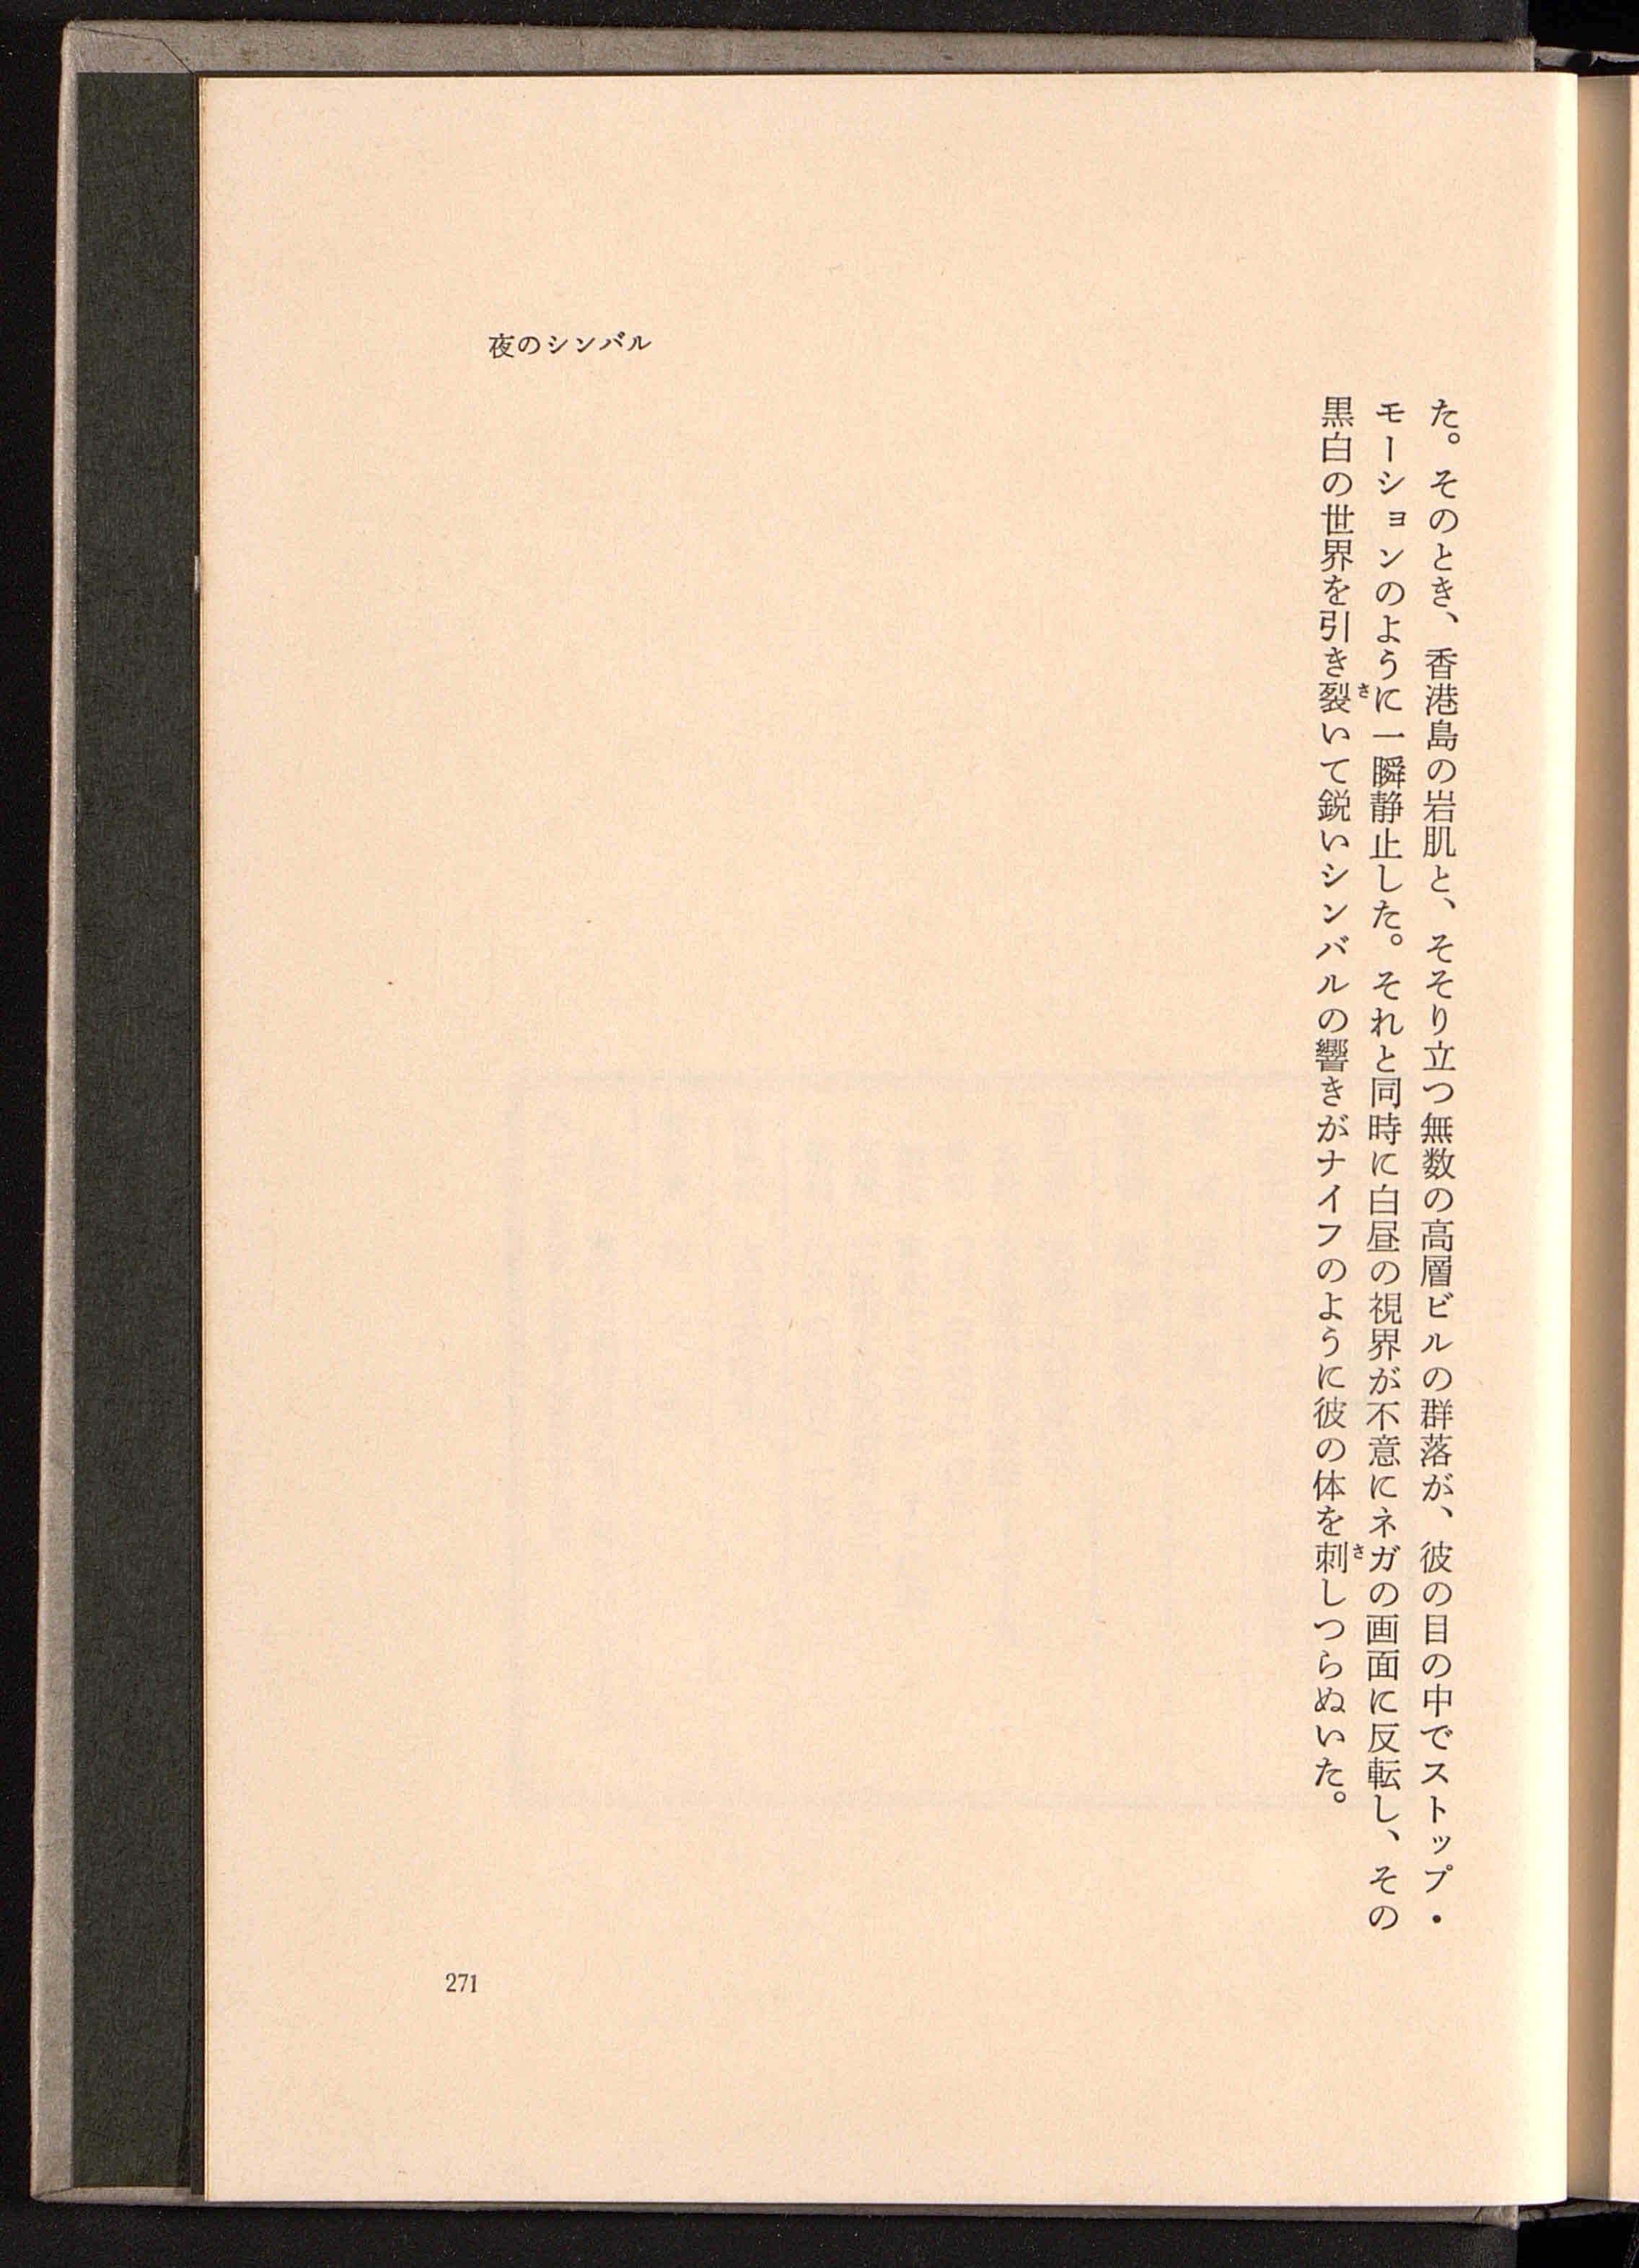 夜のシンバル
た。そのとき、香港島の岩肌と、そそり立つ無数の高層ビルの群落が、彼の目の中でストップ・
モーションのように一瞬静止した。それと同時に白昼の視界が不意にネガの画面に反転し、その
黒白の世界を引き裂いて鋭いシンバルの響きがナイフのように彼の体を刺しつらぬいた。
271